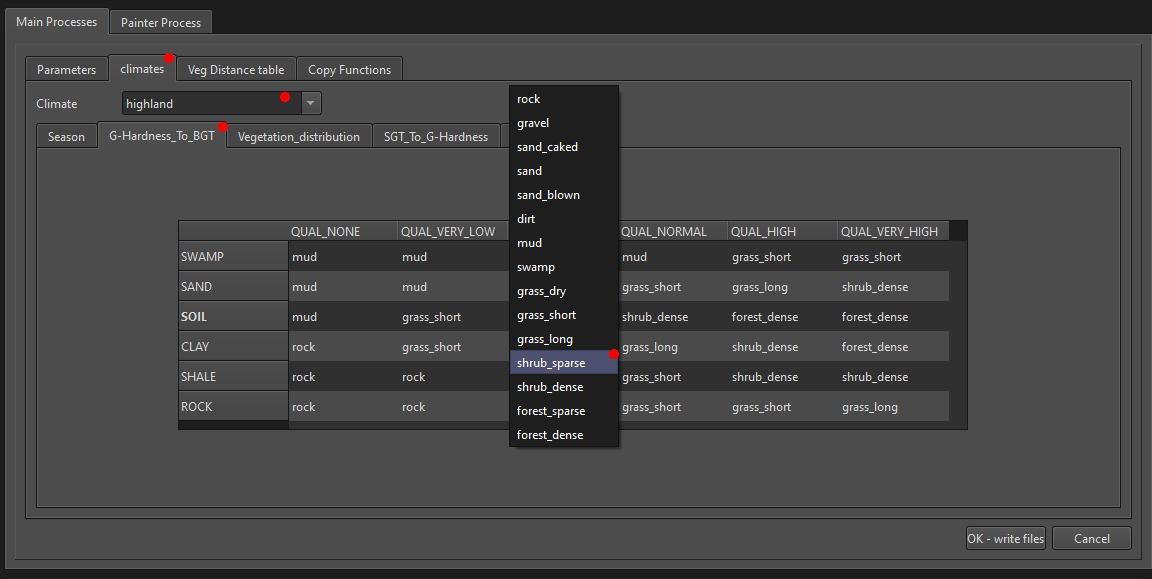 Main Processes Painter Process
Parameters climates Veg Distance table Copy Functions
Climate highland
Season G-Hardness_To_BGT Vegetation_distribution SGT_To_G-Hardness
rock
gravel
sand_caked
sand
sand_blown
dirt
mud
swamp
grass_dry
grass_short
grass_long
shrub_sparse
shrub_dense
forest_sparse
forest_dense
QUAL_NONE QUAL_VERY_LOW QUAL_NORMAL QUAL_HIGH QUAL_VERY_HIGH
SWAMP mud mud mud grass_short grass_short
SAND mud mud grass_short grass_long shrub_dense
SOIL mud grass_short shrub_dense forest_dense forest_dense
CLAY rock grass_short grass_long shrub_dense forest_dense
SHALE rock rock grass_short shrub_dense shrub_dense
ROCK rock rock grass_short grass_short grass_long
OK - write files Cancel